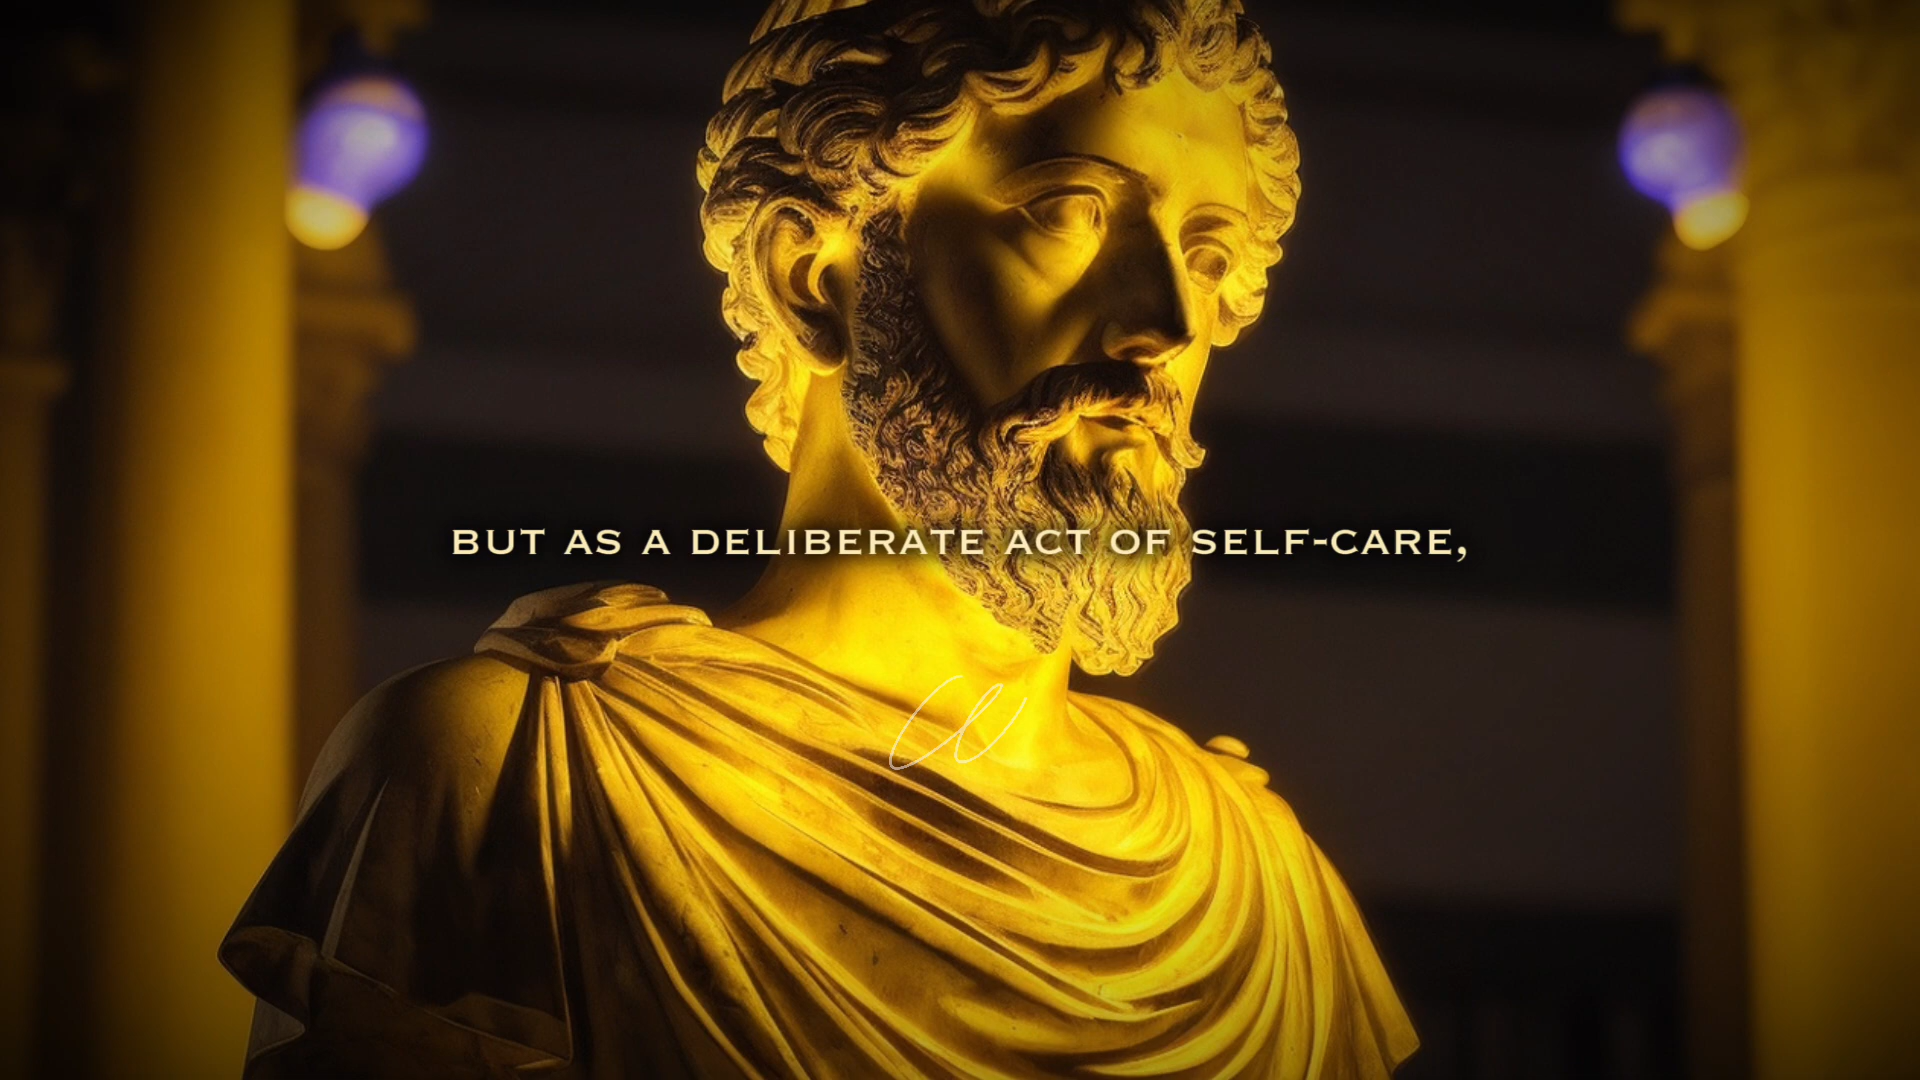 BUT AS A DELIBERATE ACT OF SELF-CARE,